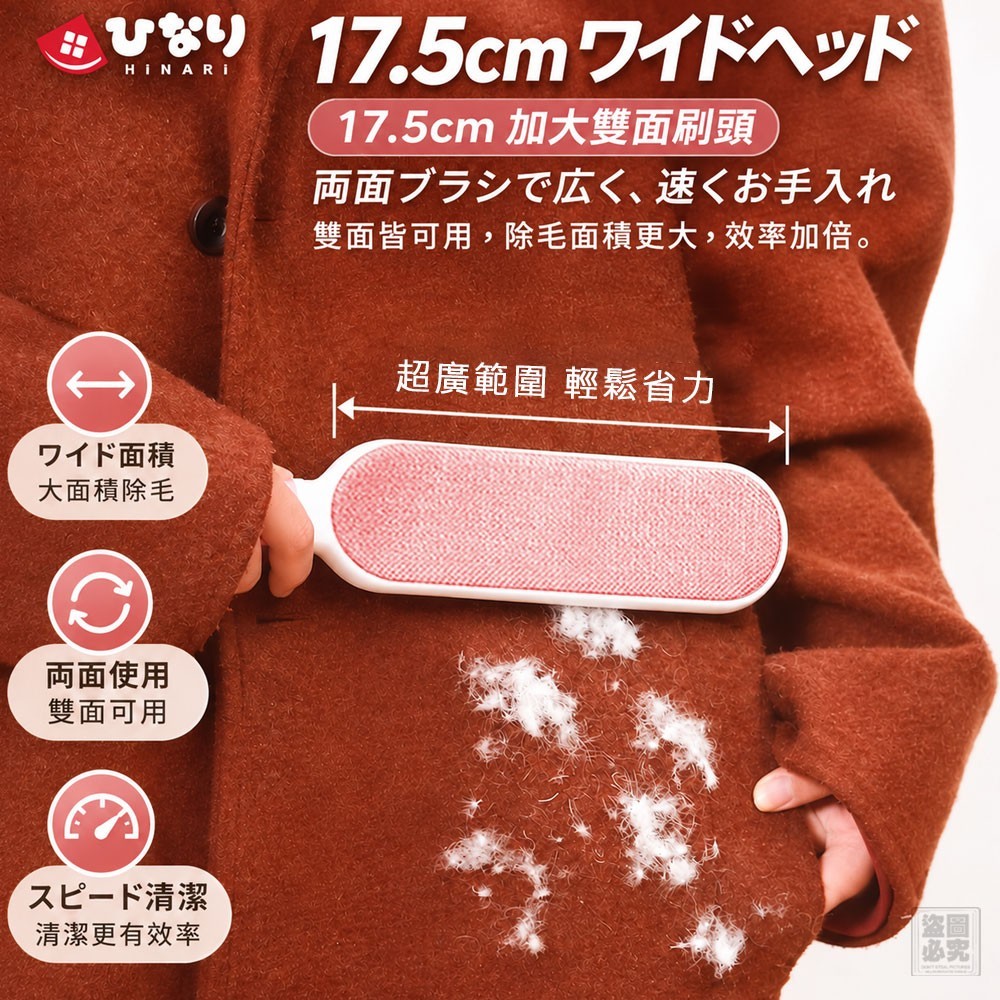 ひなり
HiNARi
17.5cmワイドヘッド
17.5cm 加大雙面刷頭
両面ブラシで広く、速くお手入れ
雙面皆可用，除毛面積更大，效率加倍。
超廣範圍 輕鬆省力
ワイド面積
大面積除毛
両面使用
雙面可用
スピード清潔
清潔更有效率
盜圖
必究